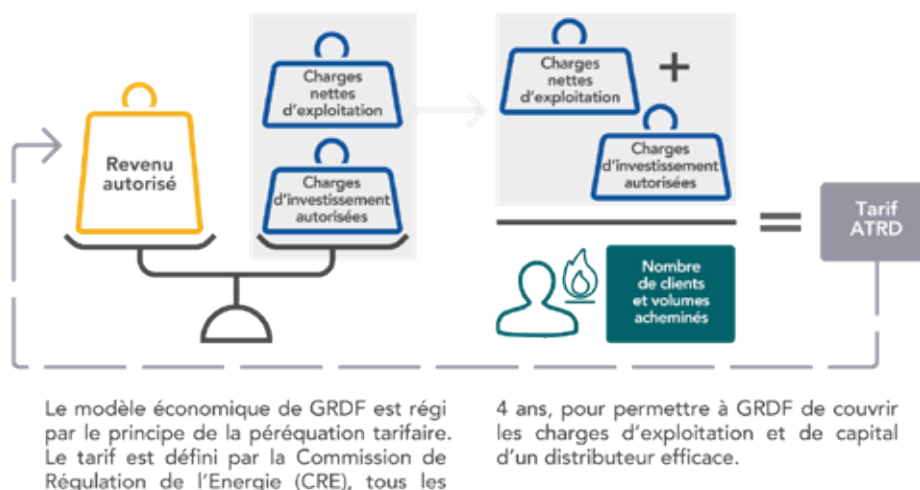 Revenu
autorisé
Charges
nettes
d'exploitation
Charges
d'investissement
autorisées
Charges
nettes
d'exploitation
+
Charges
d'investissement
autorisées
Nombre
de clients
et volumes
acheminés
=
Tarif
ATRD
Le modèle économique de GRDF est régi
par le principe de la péréquation tarifaire.
Le tarif est défini par la Commission de
Régulation de l'Energie (CRE), tous les
4 ans, pour permettre à GRDF de couvrir
les charges d'exploitation et de capital
d'un distributeur efficace.